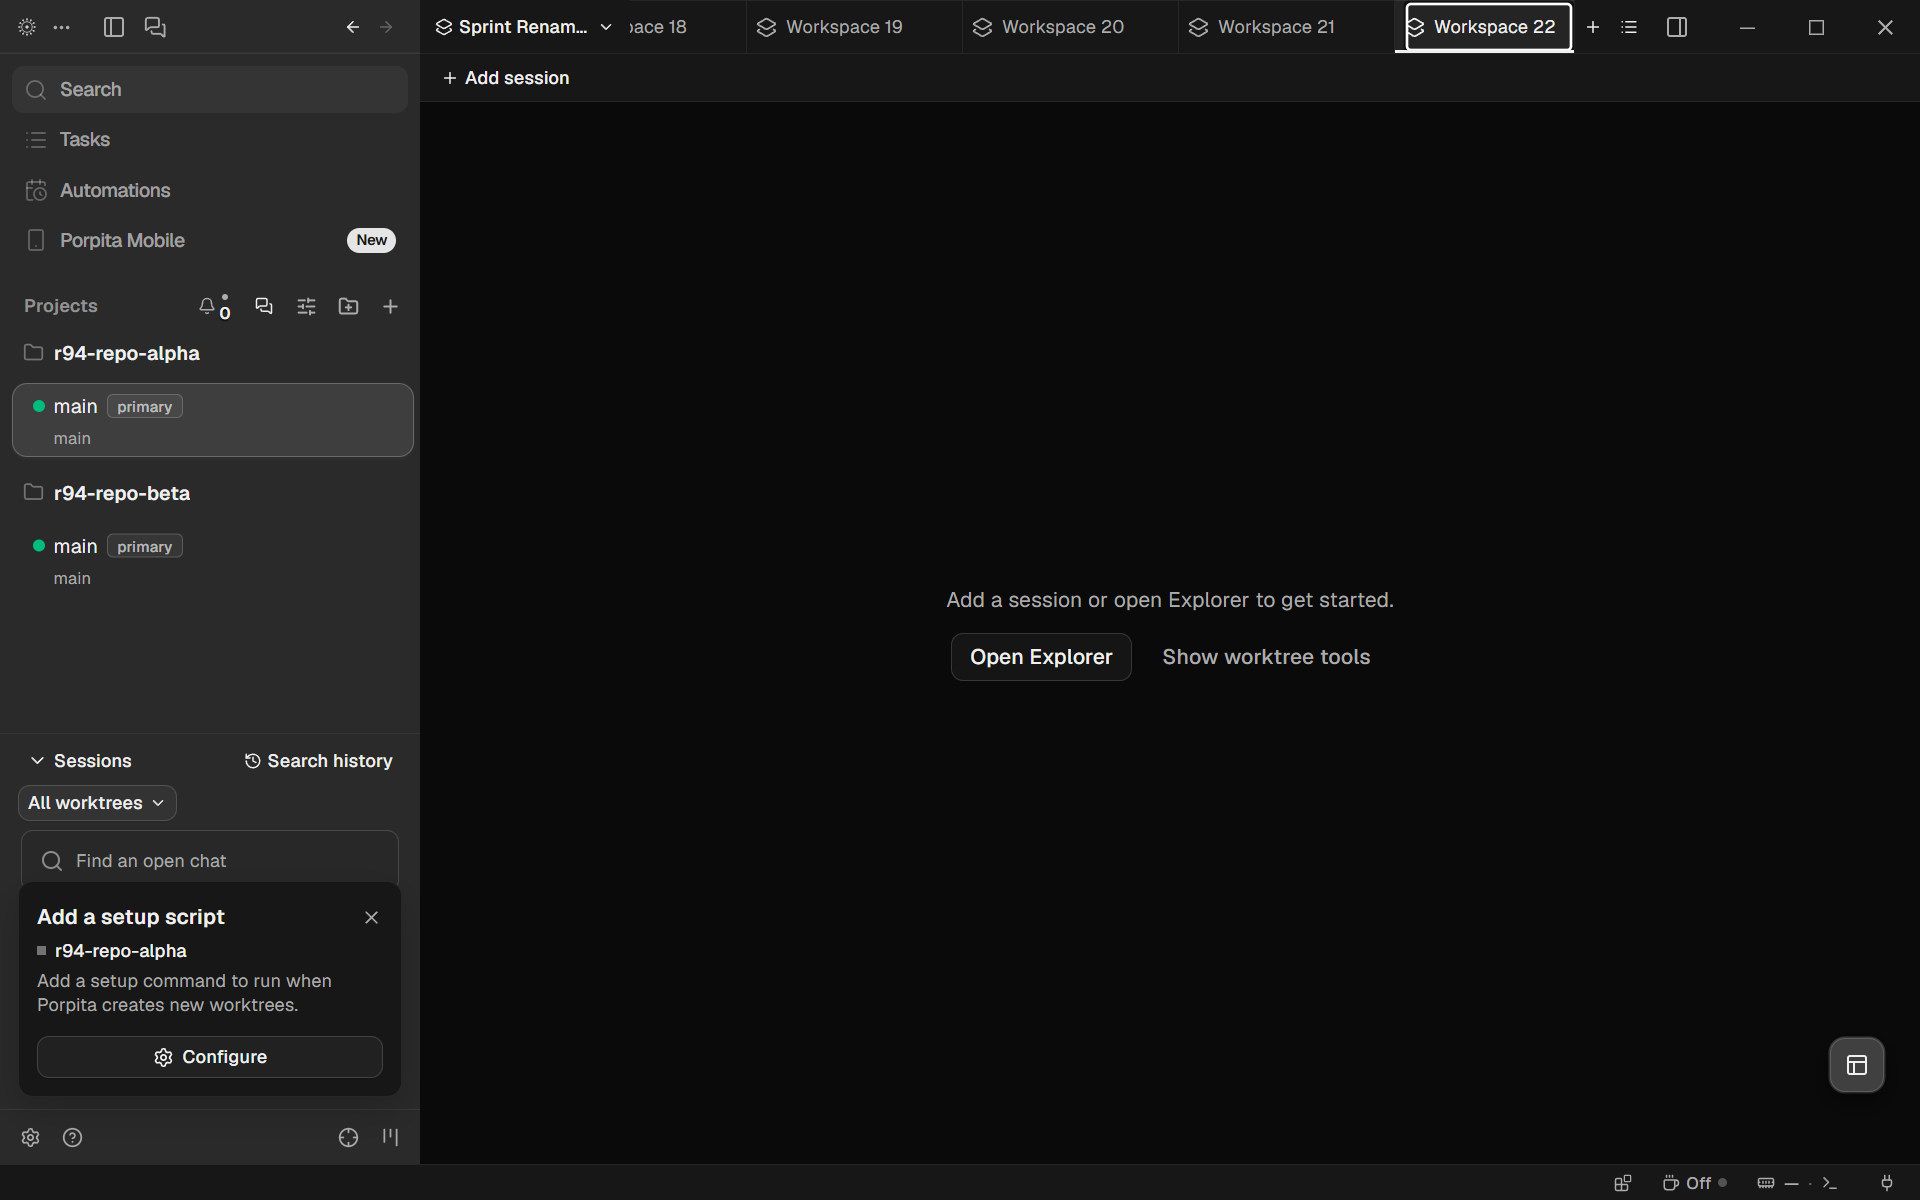 Sprint Renam...
pace 18
Workspace 19
Workspace 20
Workspace 21
Workspace 22
Add session
Search
Tasks
Automations
Porpita Mobile
New
Projects
0
r94-repo-alpha
main primary
main
r94-repo-beta
main primary
main
Add a session or open Explorer to get started.
Open Explorer
Show worktree tools
Sessions
Search history
All worktrees
Find an open chat
Add a setup script
r94-repo-alpha
Add a setup command to run when
Porpita creates new worktrees.
Configure
Off